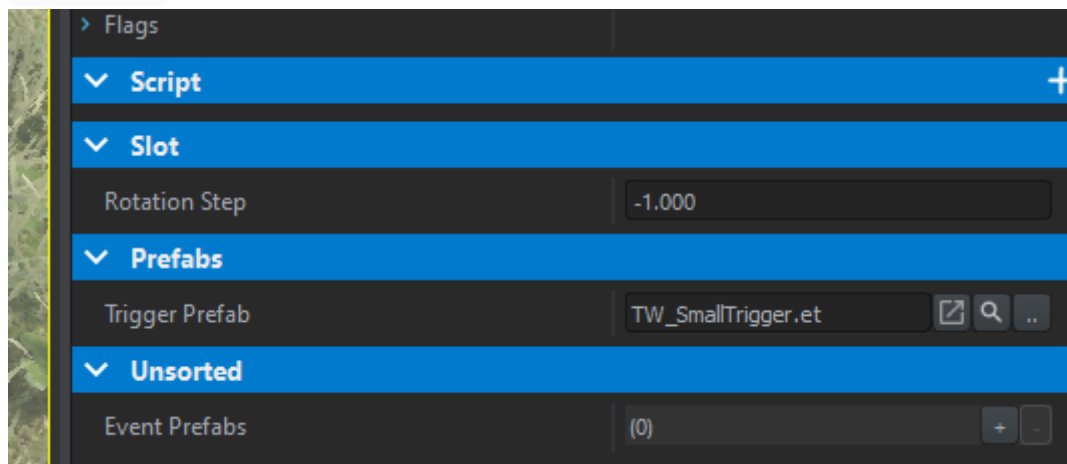 Flags
Script
Slot
Rotation Step -1.000
Prefabs
Trigger Prefab TW_SmallTrigger.et ..
Unsorted
Event Prefabs (0) + -